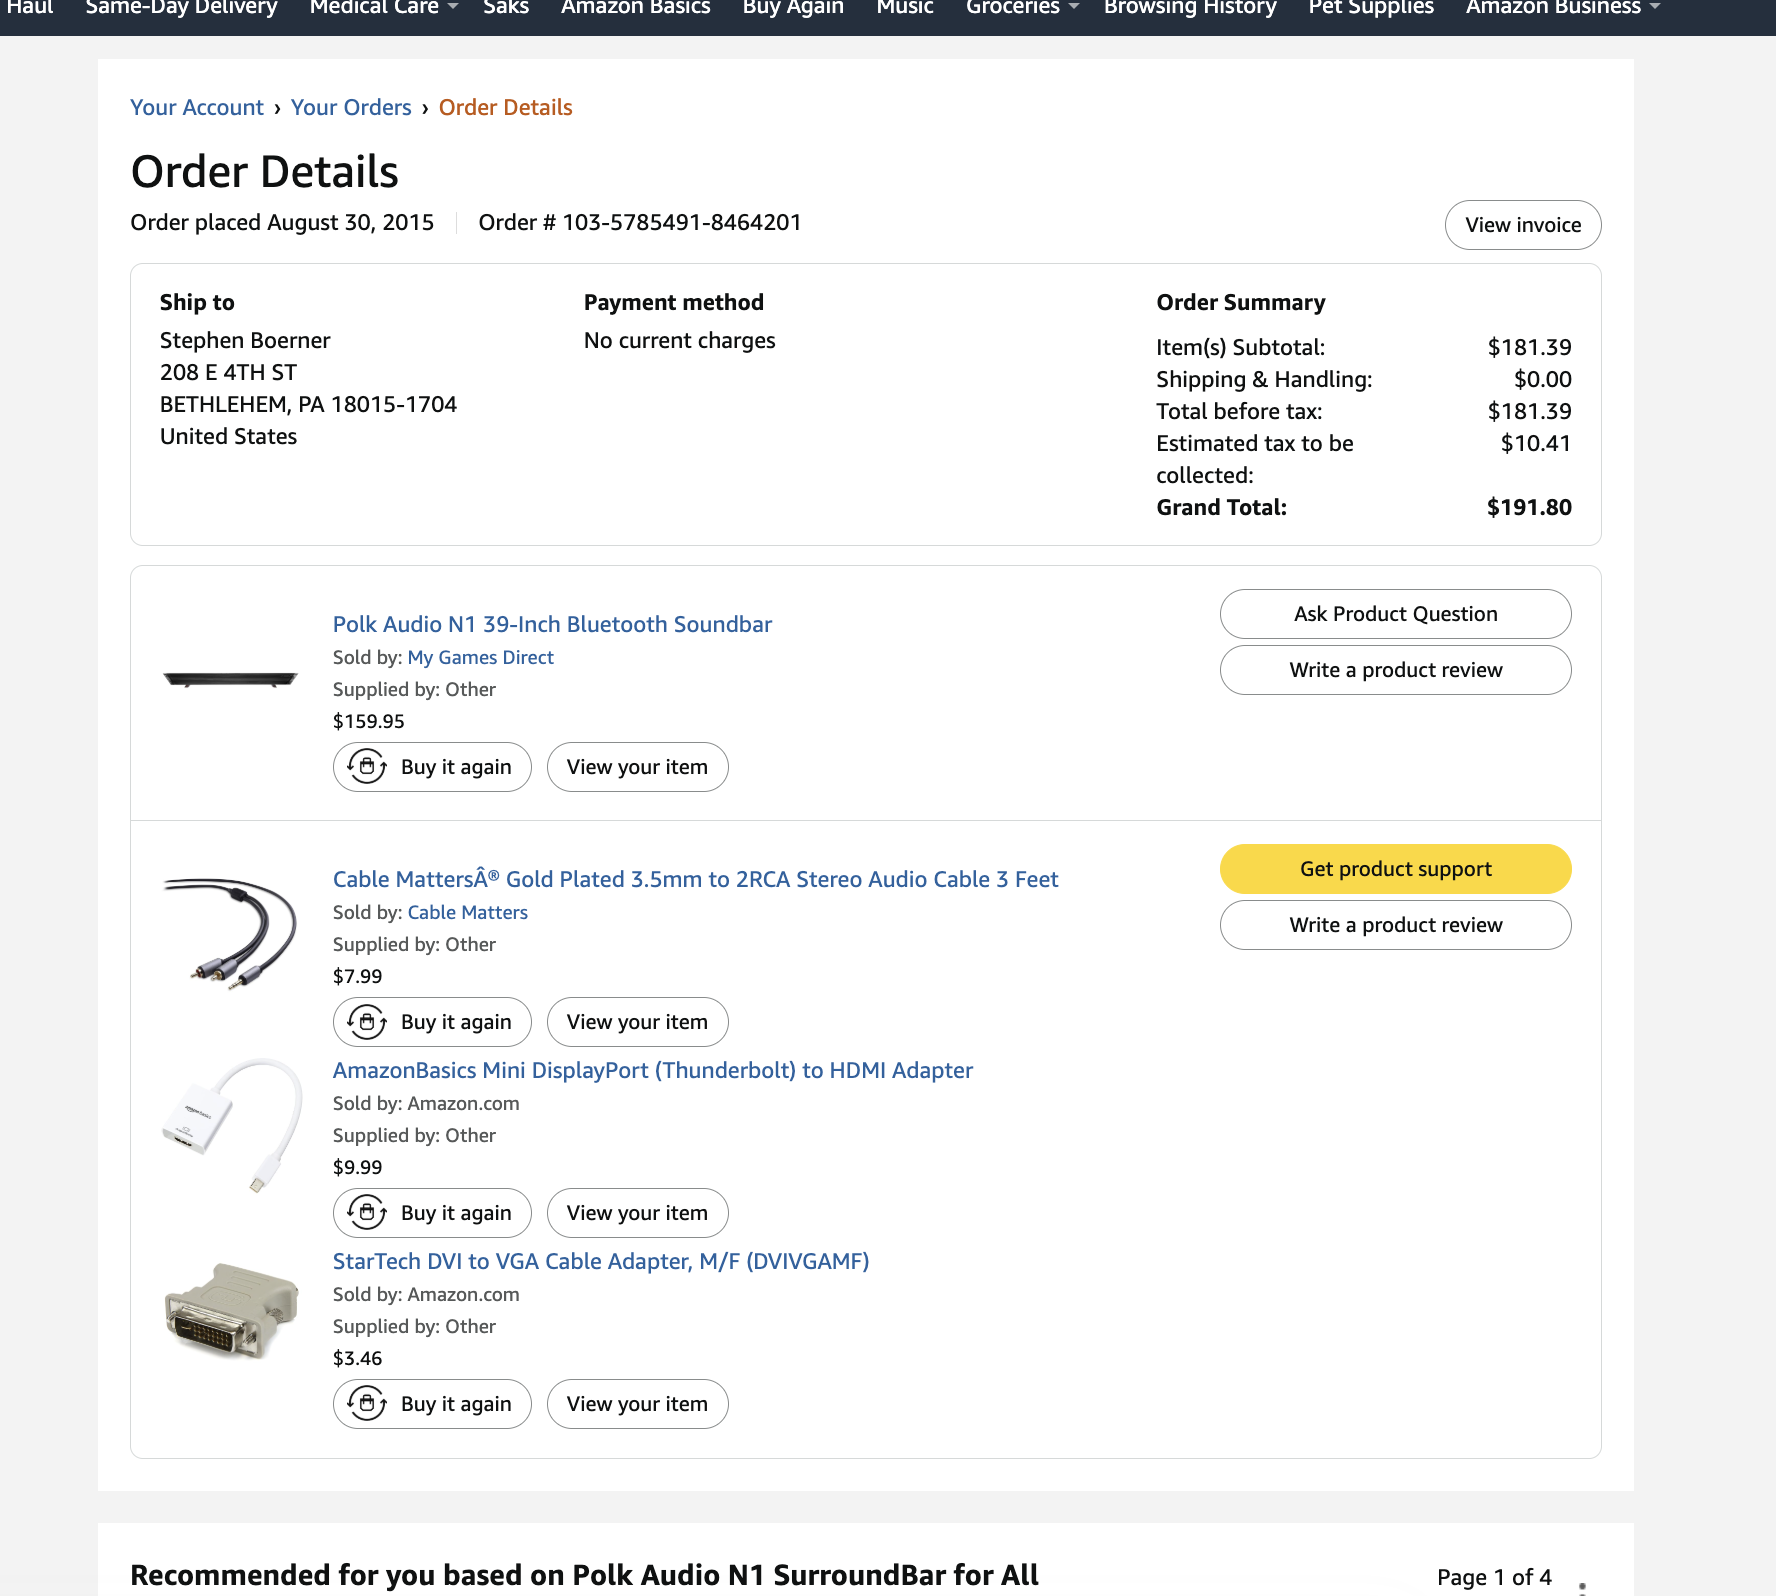 Haul Same-Day Delivery Medical Care Saks Amazon Basics Buy Again Music Groceries Browsing History Pet Supplies Amazon Business
Your Account › Your Orders › Order Details
Order Details
Order placed August 30, 2015 Order # 103-5785491-8464201
View invoice
Ship to
Stephen Boerner
208 E 4TH ST
BETHLEHEM, PA 18015-1704
United States
Payment method
No current charges
Order Summary
Item(s) Subtotal: $181.39
Shipping & Handling: $0.00
Total before tax: $181.39
Estimated tax to be $10.41
collected:
Grand Total: $191.80
Polk Audio N1 39-Inch Bluetooth Soundbar
Sold by: My Games Direct
Supplied by: Other
$159.95
Buy it again View your item
Ask Product Question
Write a product review
Cable MattersÂ® Gold Plated 3.5mm to 2RCA Stereo Audio Cable 3 Feet
Sold by: Cable Matters
Supplied by: Other
$7.99
Buy it again View your item
Get product support
Write a product review
AmazonBasics Mini DisplayPort (Thunderbolt) to HDMI Adapter
Sold by: Amazon.com
Supplied by: Other
$9.99
Buy it again View your item
StarTech DVI to VGA Cable Adapter, M/F (DVIVGAMF)
Sold by: Amazon.com
Supplied by: Other
$3.46
Buy it again View your item
Recommended for you based on Polk Audio N1 SurroundBar for All
Page 1 of 4